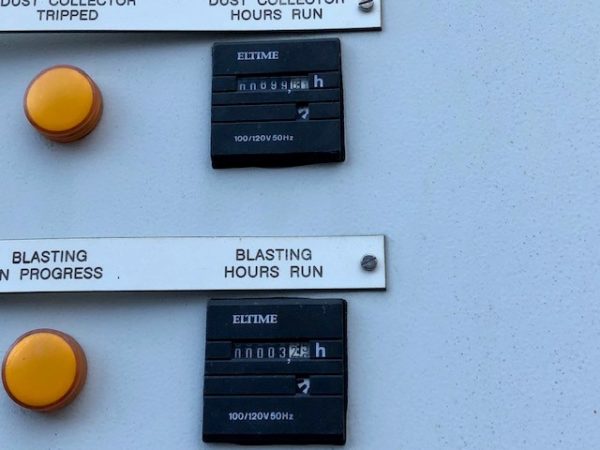 DUST COLLECTOR
TRIPPED
DUST COLLECTOR
HOURS RUN
ELTIME
h
100/120V 50Hz
BLASTING
N PROGRESS
BLASTING
HOURS RUN
ELTIME
00003, h
100/120V 50Hz